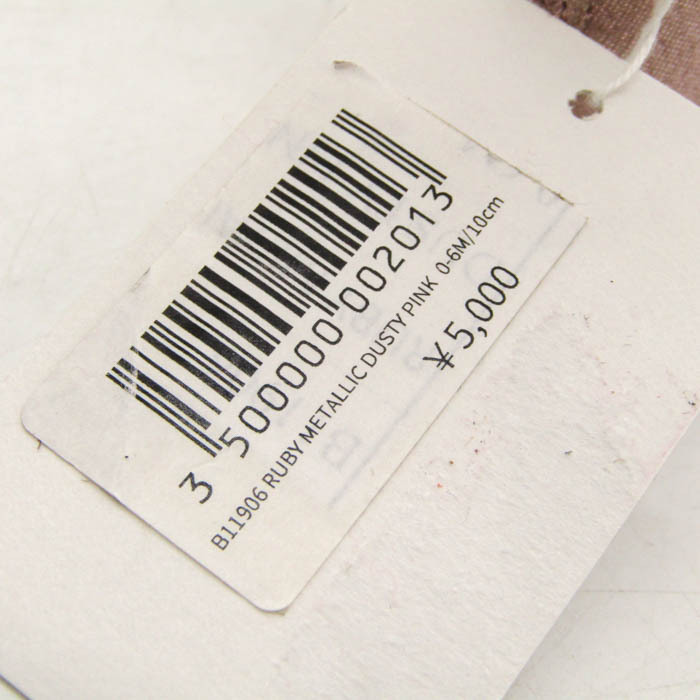 3 500000 002013
B11906 RUBY METALLIC DUSTY PINK 0-6M/10cm
¥5,000